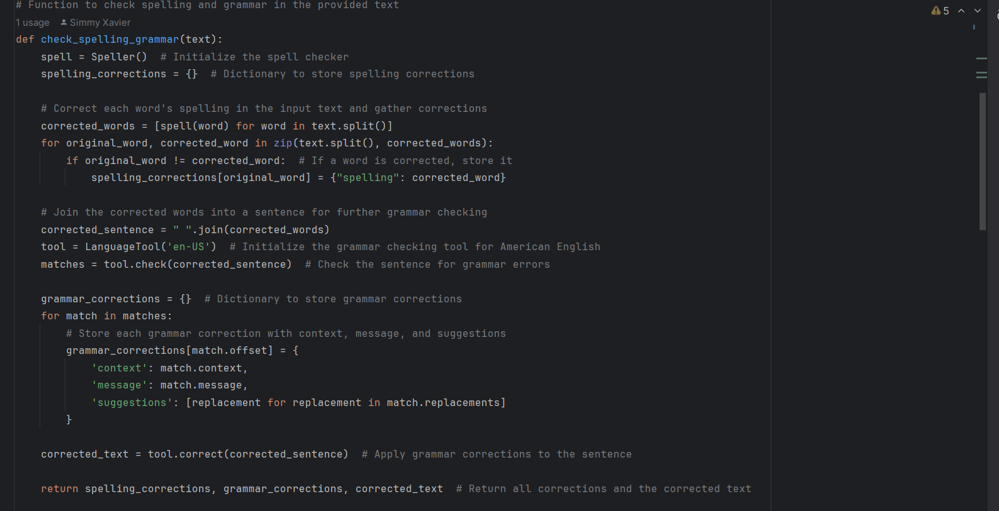 # Function to check spelling and grammar in the provided text
1 usage Simmy Xavier
5
def check_spelling_grammar(text):
    spell = Speller()  # Initialize the spell checker
    spelling_corrections = {}  # Dictionary to store spelling corrections

    # Correct each word's spelling in the input text and gather corrections
    corrected_words = [spell(word) for word in text.split()]
    for original_word, corrected_word in zip(text.split(), corrected_words):
        if original_word != corrected_word:  # If a word is corrected, store it
            spelling_corrections[original_word] = {"spelling": corrected_word}

    # Join the corrected words into a sentence for further grammar checking
    corrected_sentence = " ".join(corrected_words)
    tool = LanguageTool('en-US')  # Initialize the grammar checking tool for American English
    matches = tool.check(corrected_sentence)  # Check the sentence for grammar errors

    grammar_corrections = {}  # Dictionary to store grammar corrections
    for match in matches:
        # Store each grammar correction with context, message, and suggestions
        grammar_corrections[match.offset] = {
            'context': match.context,
            'message': match.message,
            'suggestions': [replacement for replacement in match.replacements]
        }

    corrected_text = tool.correct(corrected_sentence)  # Apply grammar corrections to the sentence

    return spelling_corrections, grammar_corrections, corrected_text  # Return all corrections and the corrected text